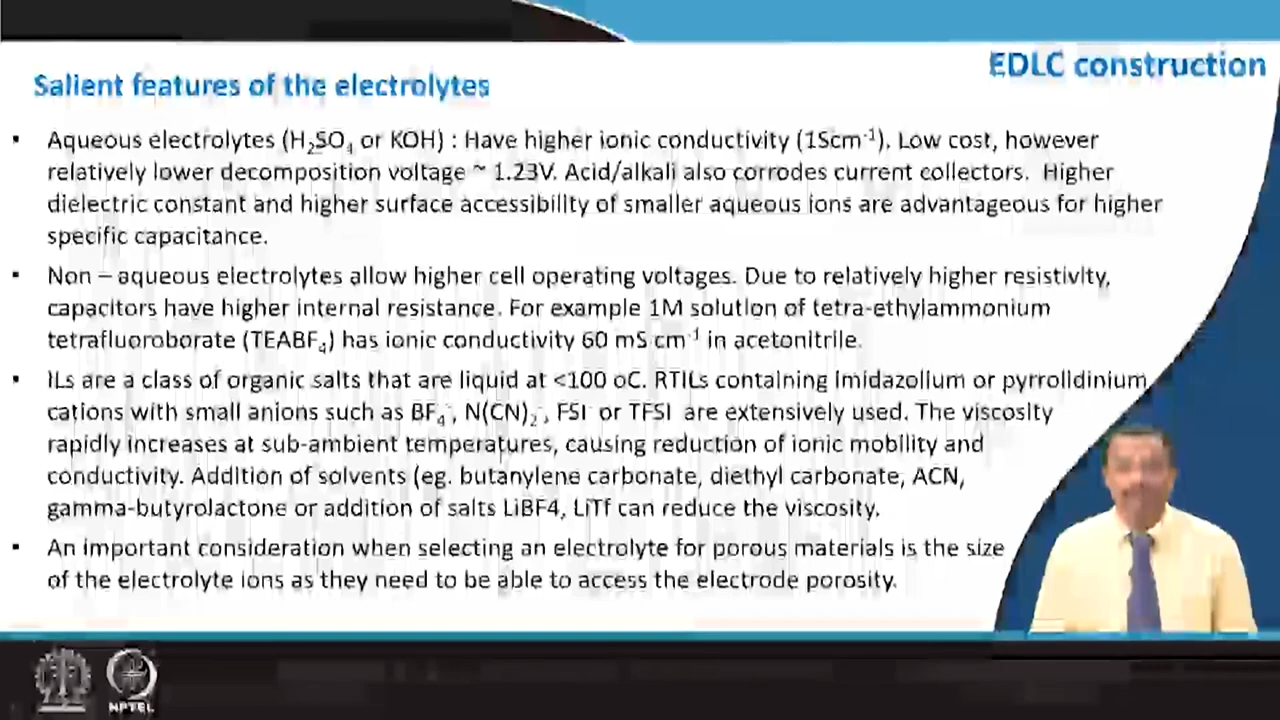 EDLC construction
Salient features of the electrolytes
• Aqueous electrolytes (H₂SO₄ or KOH) : Have higher ionic conductivity (1Scm⁻¹). Low cost, however
relatively lower decomposition voltage ~ 1.23V. Acid/alkali also corrodes current collectors. Higher
dielectric constant and higher surface accessibility of smaller aqueous ions are advantageous for higher
specific capacitance.
• Non – aqueous electrolytes allow higher cell operating voltages. Due to relatively higher resistivity,
capacitors have higher internal resistance. For example 1M solution of tetra-ethylammonium
tetrafluoroborate (TEABF₄) has ionic conductivity 60 mS cm⁻¹ in acetonitrile.
• ILs are a class of organic salts that are liquid at <100 oC. RTILs containing imidazolium or pyrrolidinium
cations with small anions such as BF₄⁻, N(CN)₂⁻, FSI⁻ or TFSI⁻ are extensively used. The viscosity
rapidly increases at sub-ambient temperatures, causing reduction of ionic mobility and
conductivity. Addition of solvents (eg. butanylene carbonate, diethyl carbonate, ACN,
gamma-butyrolactone or addition of salts LiBF4, LiTf can reduce the viscosity.
• An important consideration when selecting an electrolyte for porous materials is the size
of the electrolyte ions as they need to be able to access the electrode porosity.
NPTEL